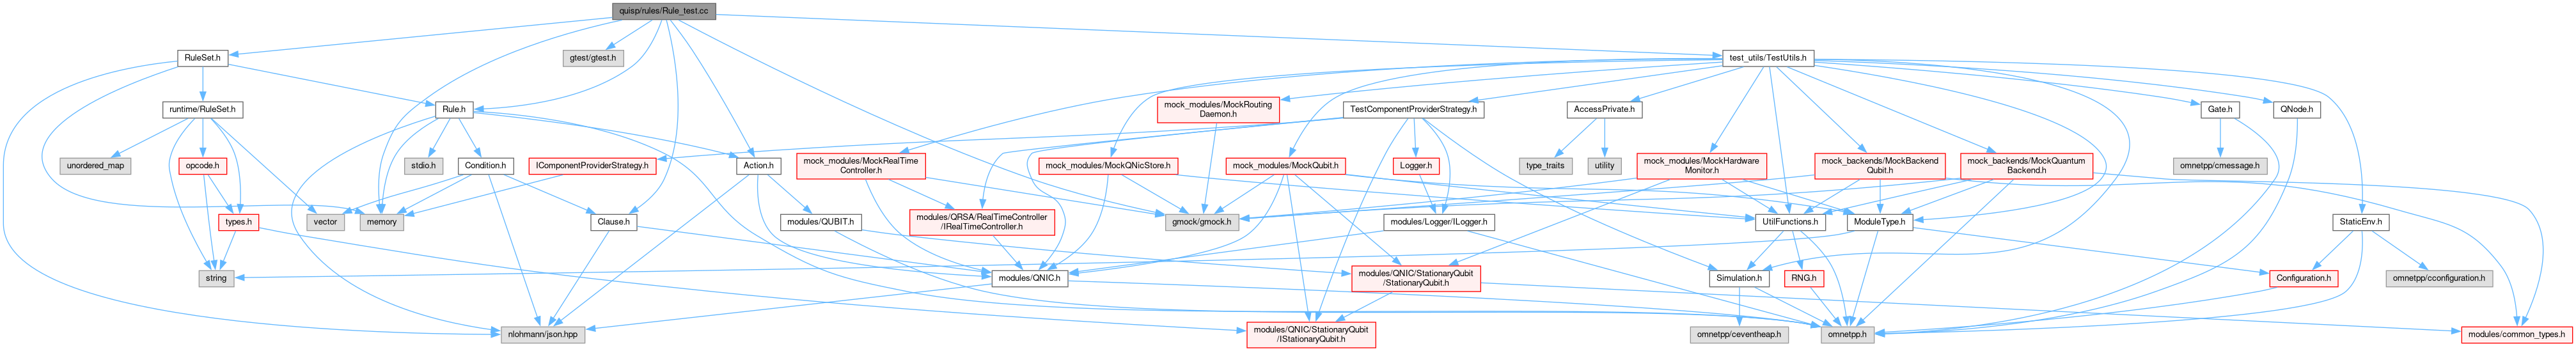 quisp/rules/Rule_test.cc
RuleSet.h
gtest/gtest.h
test_utils/TestUtils.h
runtime/RuleSet.h
Rule.h
mock_modules/MockRouting
Daemon.h
TestComponentProviderStrategy.h
AccessPrivate.h
Gate.h
QNode.h
unordered_map
opcode.h
stdio.h
Condition.h
IComponentProviderStrategy.h
Action.h
mock_modules/MockRealTime
Controller.h
mock_modules/MockQNicStore.h
mock_modules/MockQubit.h
Logger.h
type_traits
utility
mock_modules/MockHardware
Monitor.h
mock_backends/MockBackend
Qubit.h
mock_backends/MockQuantum
Backend.h
omnetpp/cmessage.h
types.h
vector
memory
Clause.h
modules/QUBIT.h
modules/QRSA/RealTimeController
/IRealTimeController.h
gmock/gmock.h
modules/Logger/ILogger.h
UtilFunctions.h
ModuleType.h
StaticEnv.h
string
modules/QNIC.h
modules/QNIC/StationaryQubit
/StationaryQubit.h
Simulation.h
RNG.h
Configuration.h
omnetpp/cconfiguration.h
nlohmann/json.hpp
modules/QNIC/StationaryQubit
/IStationaryQubit.h
omnetpp/ceventheap.h
omnetpp.h
modules/common_types.h